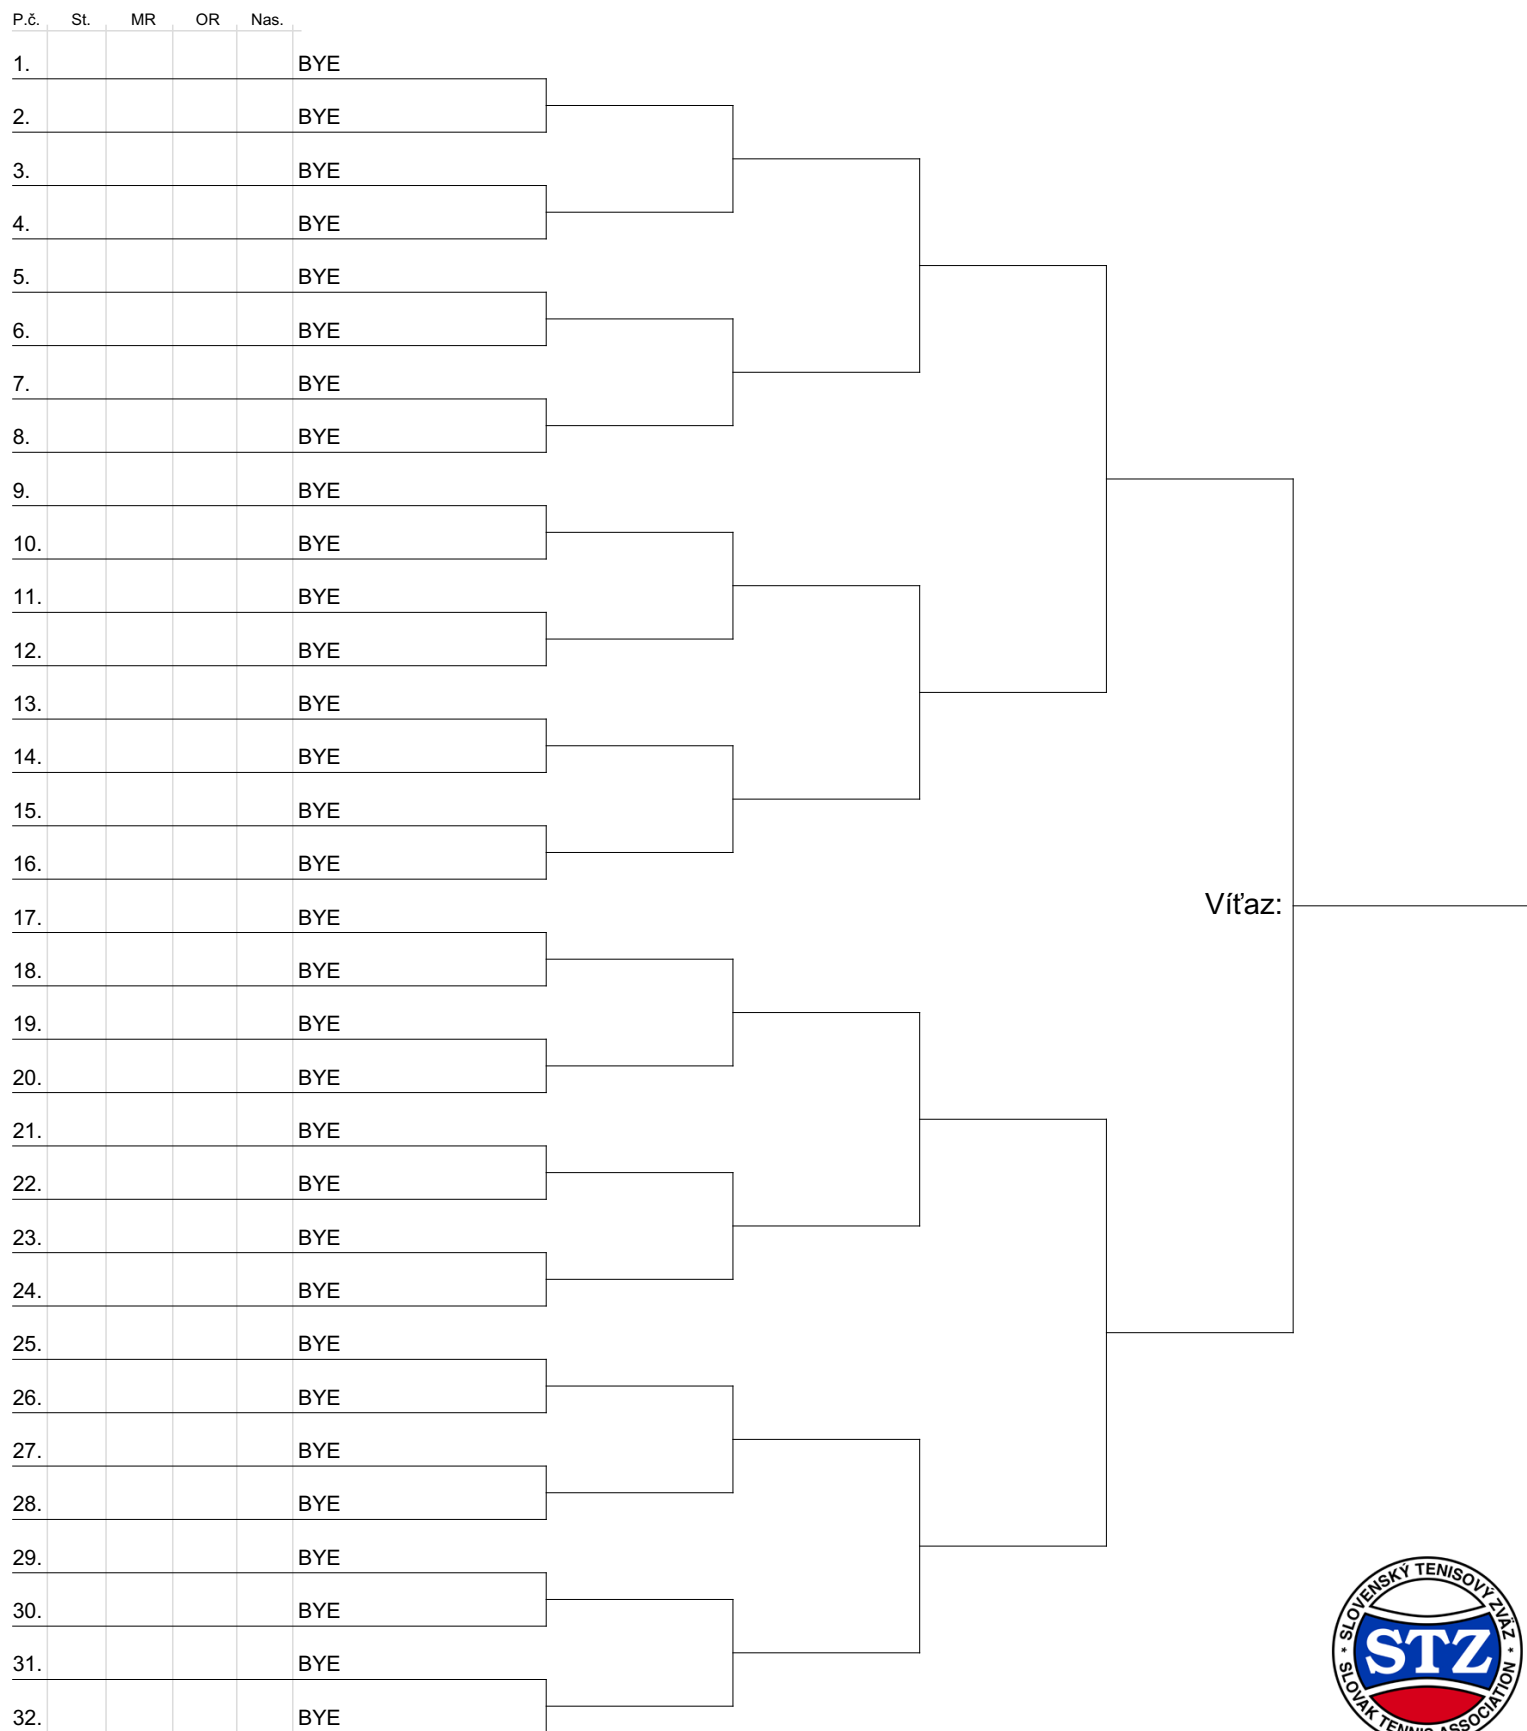 P.č. St. MR OR Nas.
1. BYE
2. BYE
3. BYE
4. BYE
5. BYE
6. BYE
7. BYE
8. BYE
9. BYE
10. BYE
11. BYE
12. BYE
13. BYE
14. BYE
15. BYE
16. BYE
17. BYE
Víťaz:
18. BYE
19. BYE
20. BYE
21. BYE
22. BYE
23. BYE
24. BYE
25. BYE
26. BYE
27. BYE
28. BYE
29. BYE
30. BYE
31. BYE
32. BYE
SLOVENSKÝ TENISOVÝ ZVÄZ
STZ
SLOVAK TENNIS ASSOCIATION